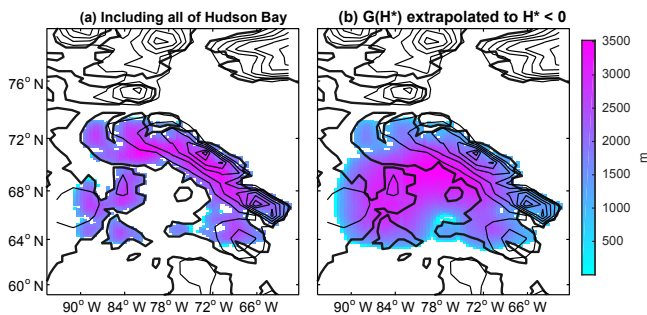 (a) Including all of Hudson Bay
(b) G(H*) extrapolated to H* < 0
76° N
72° N
68° N
64° N
60° N
90° W 84° W 78° W 72° W 66° W
90° W 84° W 78° W 72° W 66° W
3500
3000
2500
2000
1500
1000
500
m